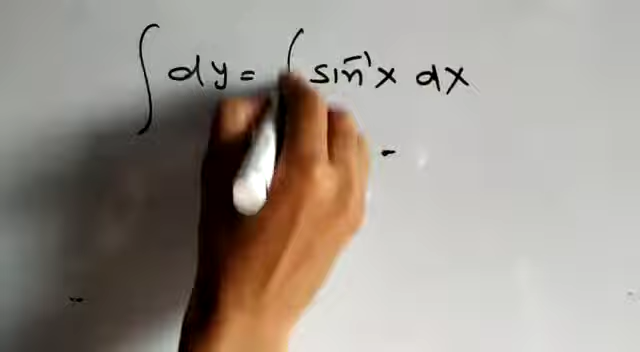 ∫ dy = ∫ sin⁻¹x dx